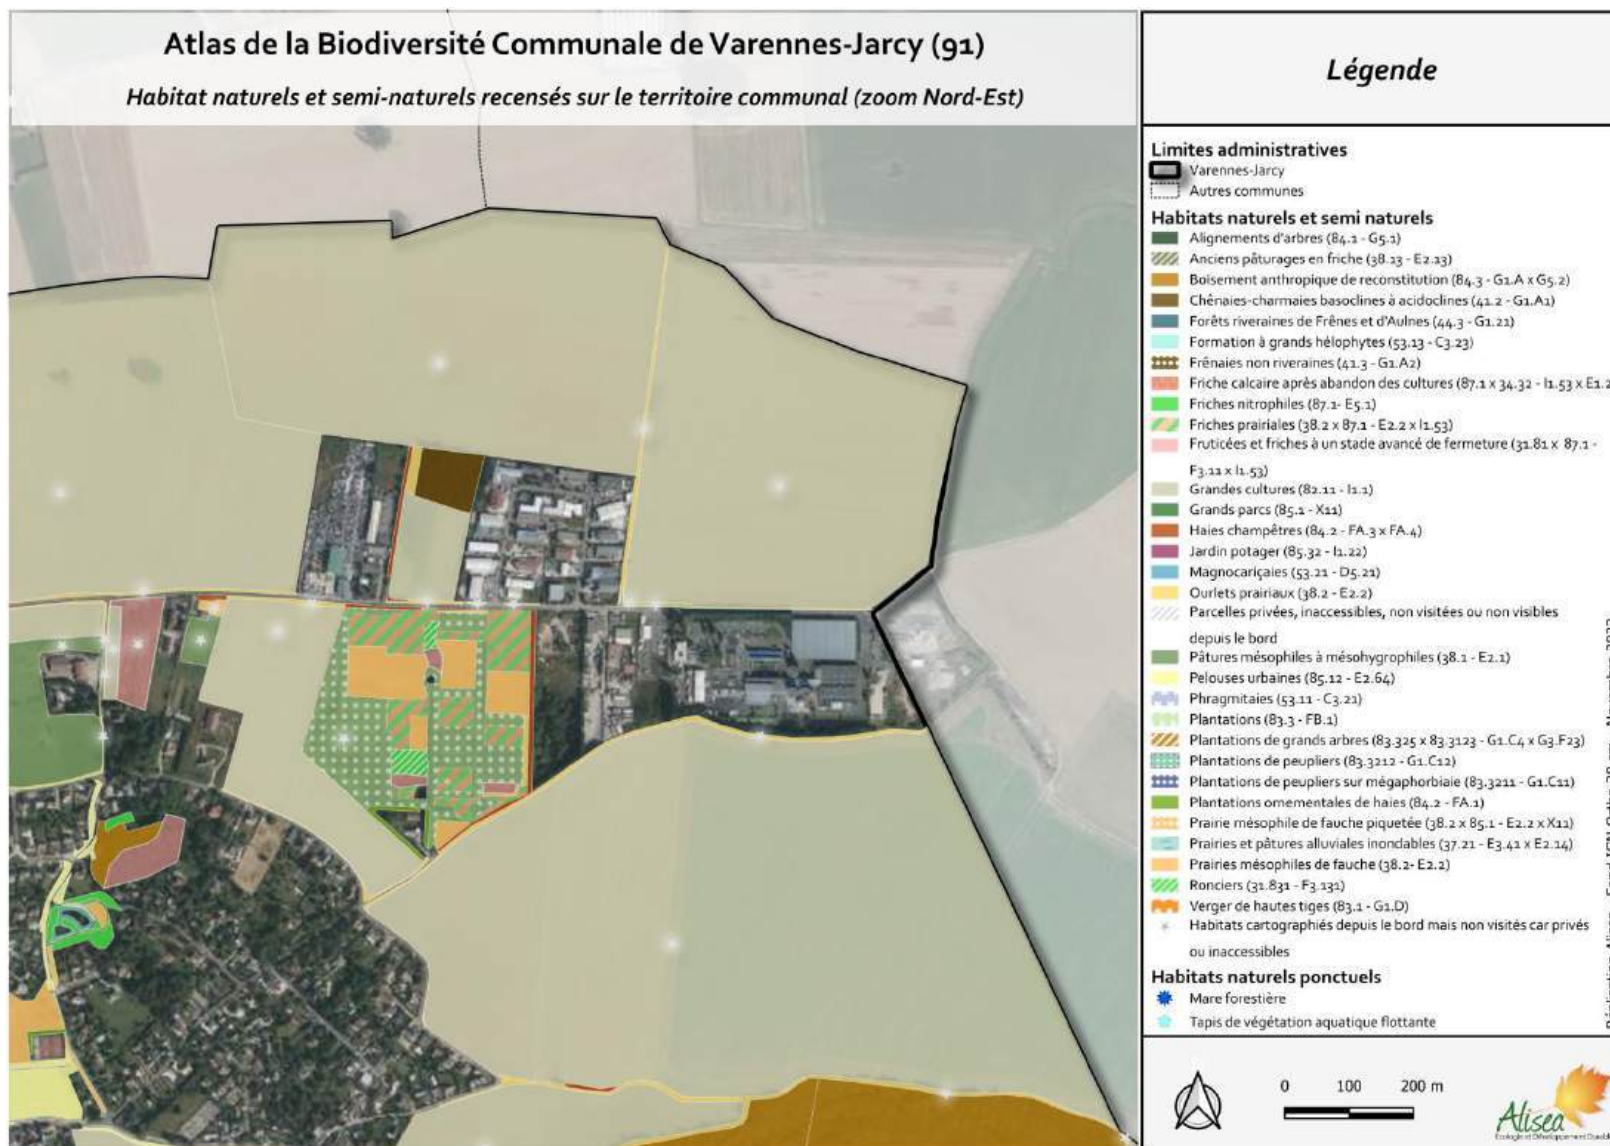 Atlas de la Biodiversité Communale de Varennes-Jarcy (91)
Habitat naturels et semi-naturels recensés sur le territoire communal (zoom Nord-Est)
Légende
Limites administratives
Varennes-Jarcy
Autres communes
Habitats naturels et semi naturels
Alignements d'arbres (84.1 - G5.1)
Anciens pâturages en friche (38.13 - E2.13)
Boisement anthropique de reconstitution (84.3 - G1.A x G5.2)
Chênaies-charmaies basoclines à acidoclines (41.2 - G1.A1)
Forêts riveraines de Frênes et d'Aulnes (44.3 - G1.21)
Formation à grands hélophytes (53.13 - C3.23)
Frênaies non riveraines (41.3 - G1.A2)
Friche calcaire après abandon des cultures (87.1 x 34.32 - I1.53 x E1.2
Friches nitrophiles (87.1- E5.1)
Friches prairiales (38.2 x 87.1 - E2.2 x I1.53)
Fruticées et friches à un stade avancé de fermeture (31.81 x 87.1 -
F3.11 x I1.53)
Grandes cultures (82.11 - I1.1)
Grands parcs (85.1 - X11)
Haies champêtres (84.2 - FA.3 x FA.4)
Jardin potager (85.32 - I1.22)
Magnocariçaies (53.21 - D5.21)
Ourlets prairiaux (38.2 - E2.2)
Parcelles privées, inaccessibles, non visitées ou non visibles
depuis le bord
Pâtures mésophiles à mésohygrophiles (38.1 - E2.1)
Pelouses urbaines (85.12 - E2.64)
Phragmitaies (53.11 - C3.21)
Plantations (83.3 - FB.1)
Plantations de grands arbres (83.325 x 83.3123 - G1.C4 x G3.F23)
Plantations de peupliers (83.3212 - G1.C12)
Plantations de peupliers sur mégaphorbiaie (83.3211 - G1.C11)
Plantations ornementales de haies (84.2 - FA.1)
Prairie mésophile de fauche piquetée (38.2 x 85.1 - E2.2 x X11)
Prairies et pâtures alluviales inondables (37.21 - E3.41 x E2.14)
Prairies mésophiles de fauche (38.2- E2.2)
Ronciers (31.831 - F3.131)
Verger de hautes tiges (83.1 - G1.D)
Habitats cartographiés depuis le bord mais non visités car privés
ou inaccessibles
Habitats naturels ponctuels
Mare forestière
Tapis de végétation aquatique flottante
0 100 200 m
Alisea